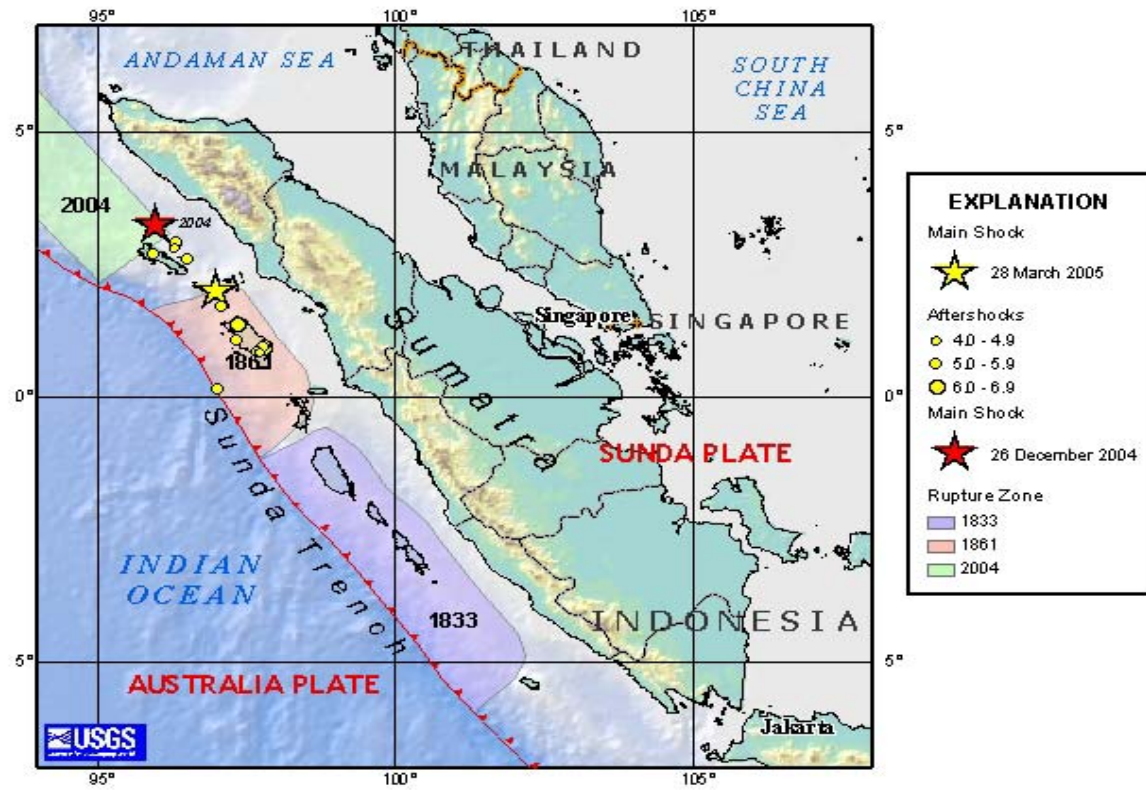 95°
100°
105°
ANDAMAN SEA
THAILAND
SOUTH
CHINA
SEA
5°
5°
MALAYSIA
2004
2004
Singapore
SINGAPORE
1861
Sumatra
0°
0°
Sunda Trench
SUNDA PLATE
INDIAN
OCEAN
1833
INDONESIA
5°
5°
AUSTRALIA PLATE
USGS
Jakarta
95°
100°
105°
EXPLANATION
Main Shock
28 March 2005
Aftershocks
4.0 - 4.9
5.0 - 5.9
6.0 - 6.9
Main Shock
26 December 2004
Rupture Zone
1833
1861
2004